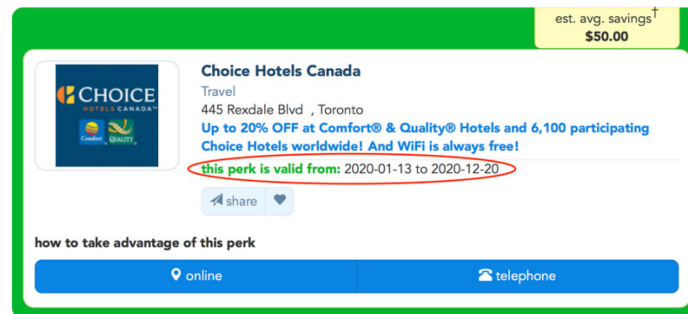 est. avg. savings†
$50.00
Choice Hotels Canada
Travel
445 Rexdale Blvd , Toronto
Up to 20% OFF at Comfort® & Quality® Hotels and 6,100 participating
Choice Hotels worldwide! And WiFi is always free!
this perk is valid from: 2020-01-13 to 2020-12-20
CHOICE
HOTELS CANADA™
Comfort
QUALITY
share
how to take advantage of this perk
online
telephone